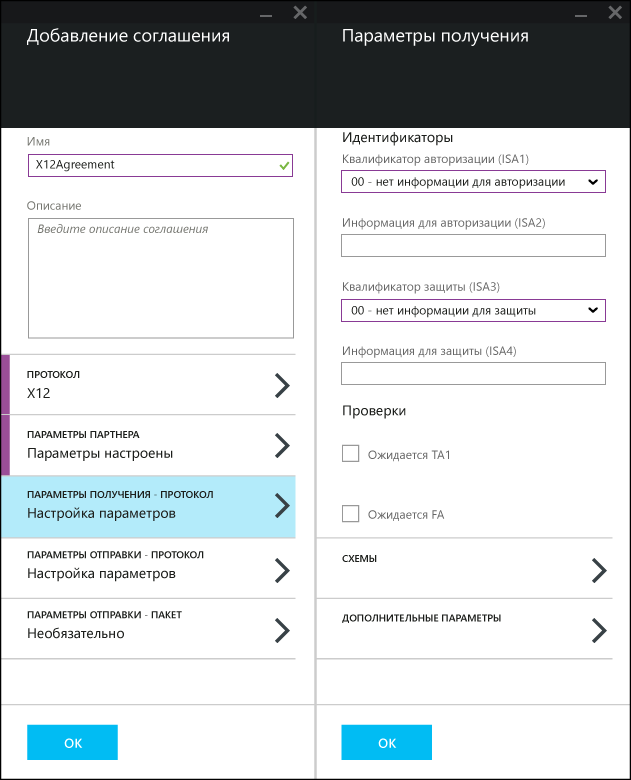 Добавление соглашения
Имя
X12Agreement
Описание
Введите описание соглашения
ПРОТОКОЛ
X12
ПАРАМЕТРЫ ПАРТНЕРА
Параметры настроены
ПАРАМЕТРЫ ПОЛУЧЕНИЯ - ПРОТОКОЛ
Настройка параметров
ПАРАМЕТРЫ ОТПРАВКИ - ПРОТОКОЛ
Настройка параметров
ПАРАМЕТРЫ ОТПРАВКИ - ПАКЕТ
Необязательно
OK
Параметры получения
Идентификаторы
Квалификатор авторизации (ISA1)
00 - нет информации для авторизации
Информация для авторизации (ISA2)
Квалификатор защиты (ISA3)
00 - нет информации для защиты
Информация для защиты (ISA4)
Проверки
Ожидается TA1
Ожидается FA
СХЕМЫ
ДОПОЛНИТЕЛЬНЫЕ ПАРАМЕТРЫ
OK